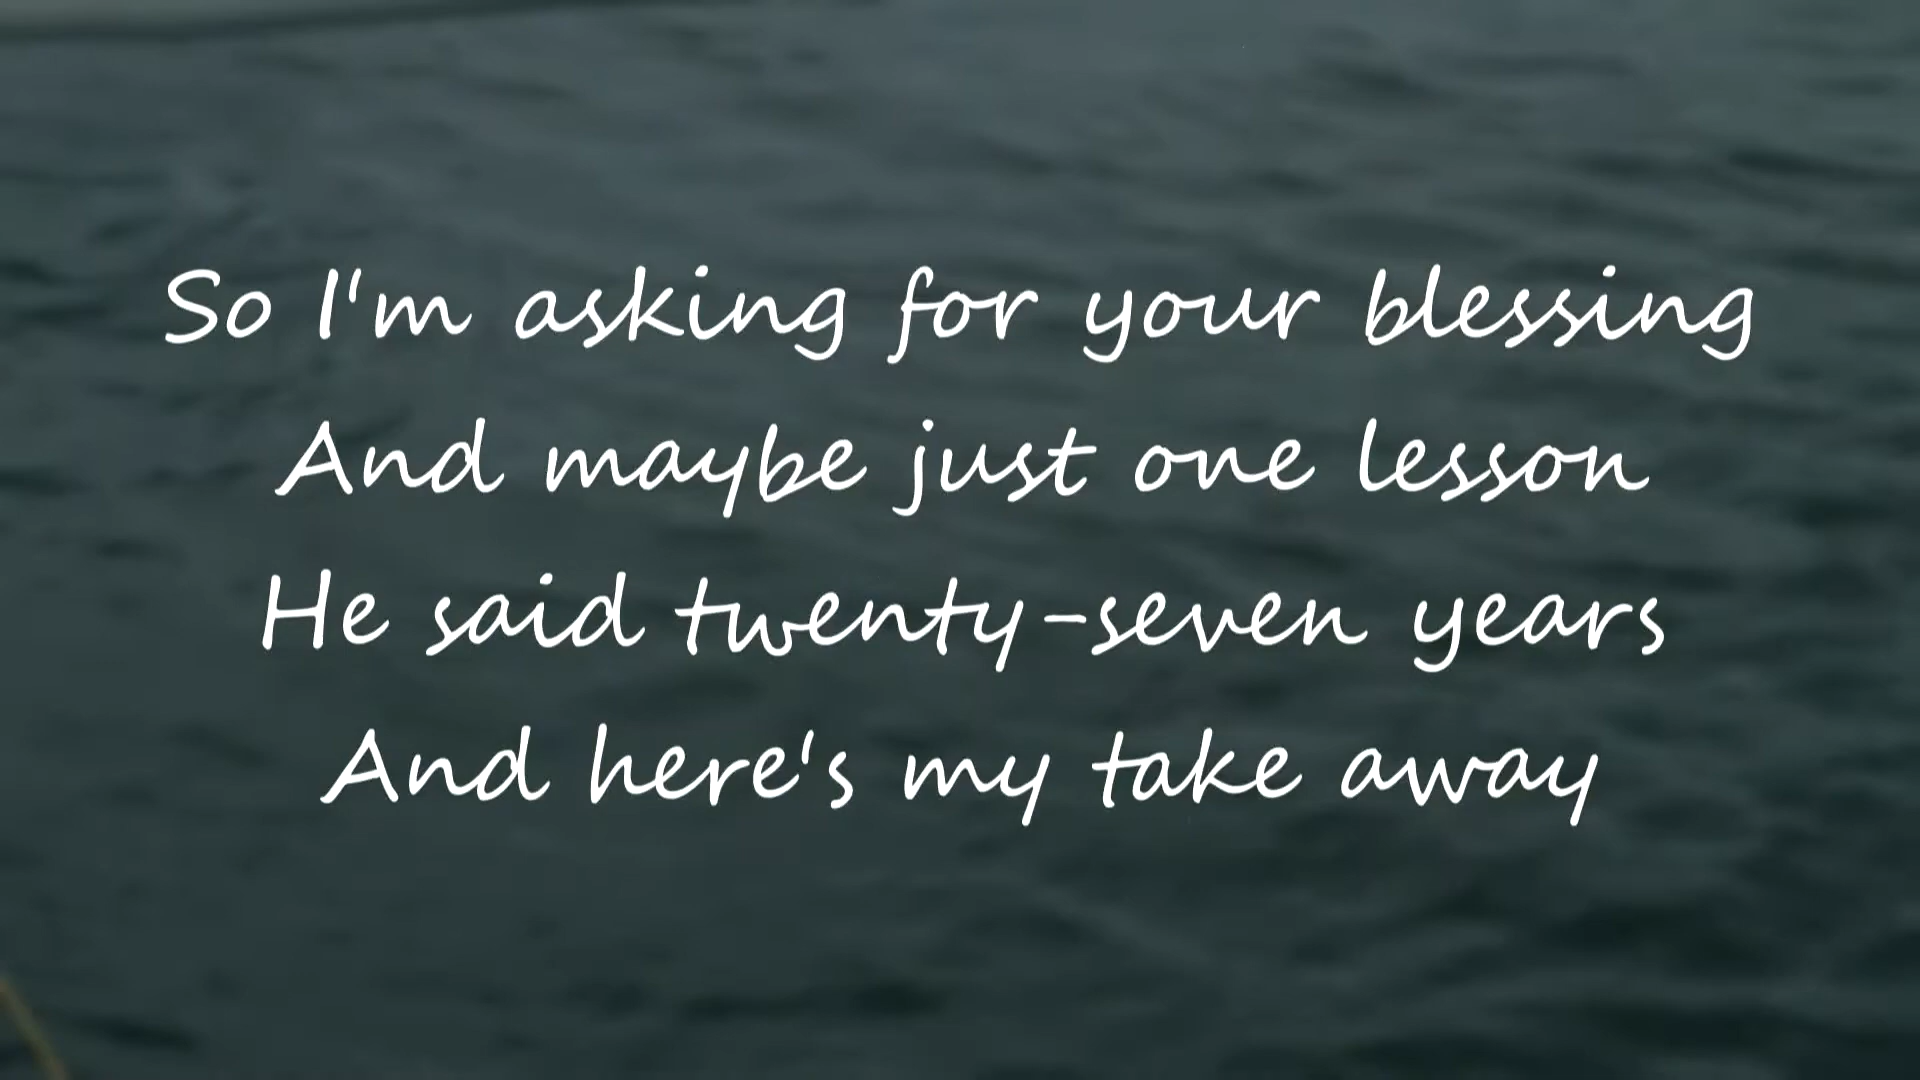 So I'm asking for your blessing
And maybe just one lesson
He said twenty-seven years
And here's my take away